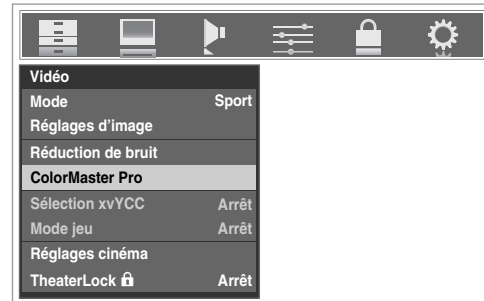 Vidéo
Mode Sport
Réglages d'image
Réduction de bruit
ColorMaster Pro
Sélection xvYCC Arrêt
Mode jeu Arrêt
Réglages cinéma
TheaterLock Arrêt